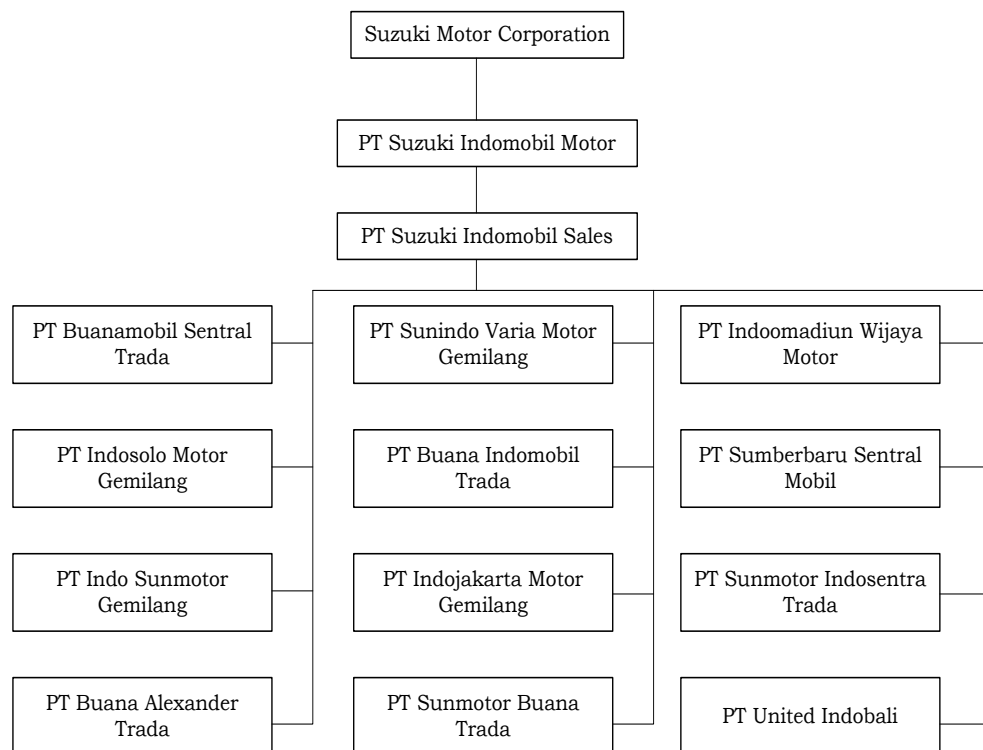 Suzuki Motor Corporation
PT Suzuki Indomobil Motor
PT Suzuki Indomobil Sales
PT Buanamobil Sentral
Trada
PT Sunindo Varia Motor
Gemilang
PT Indoomadiun Wijaya
Motor
PT Indosolo Motor
Gemilang
PT Buana Indomobil
Trada
PT Sumberbaru Sentral
Mobil
PT Indo Sunmotor
Gemilang
PT Indojakarta Motor
Gemilang
PT Sunmotor Indosentra
Trada
PT Buana Alexander
Trada
PT Sunmotor Buana
Trada
PT United Indobali